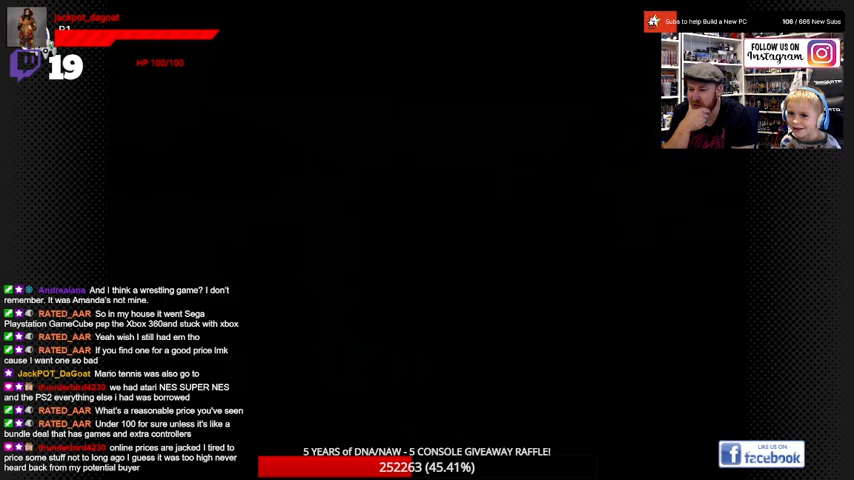 jackpot_dagoat
P1
19
HP 100/100
Subs to help Build a New PC
106 / 666 New Subs
FOLLOW US ON
Instagram
Andrealana And I think a wrestling game? I don't
remember. It was Amanda's not mine.
RATED_AAR So in my house it went Sega
Playstation GameCube psp the Xbox 360and stuck with xbox
RATED_AAR Yeah wish I still had em tho
RATED_AAR If you find one for a good price lmk
cause I want one so bad
JackPOT_DaGoat Mario tennis was also go to
thunderbird4230 we had atari NES SUPER NES
and the PS2 everything else i had was borrowed
RATED_AAR What's a reasonable price you've seen
RATED_AAR Under 100 for sure unless it's like a
bundle deal that has games and extra controllers
thunderbird4230 online prices are jacked I tired to
price some stuff not to long ago I guess it was too high never
heard back from my potential buyer
5 YEARS of DNA/NAW - 5 CONSOLE GIVEAWAY RAFFLE!
252263 (45.41%)
LIKE US ON
facebook